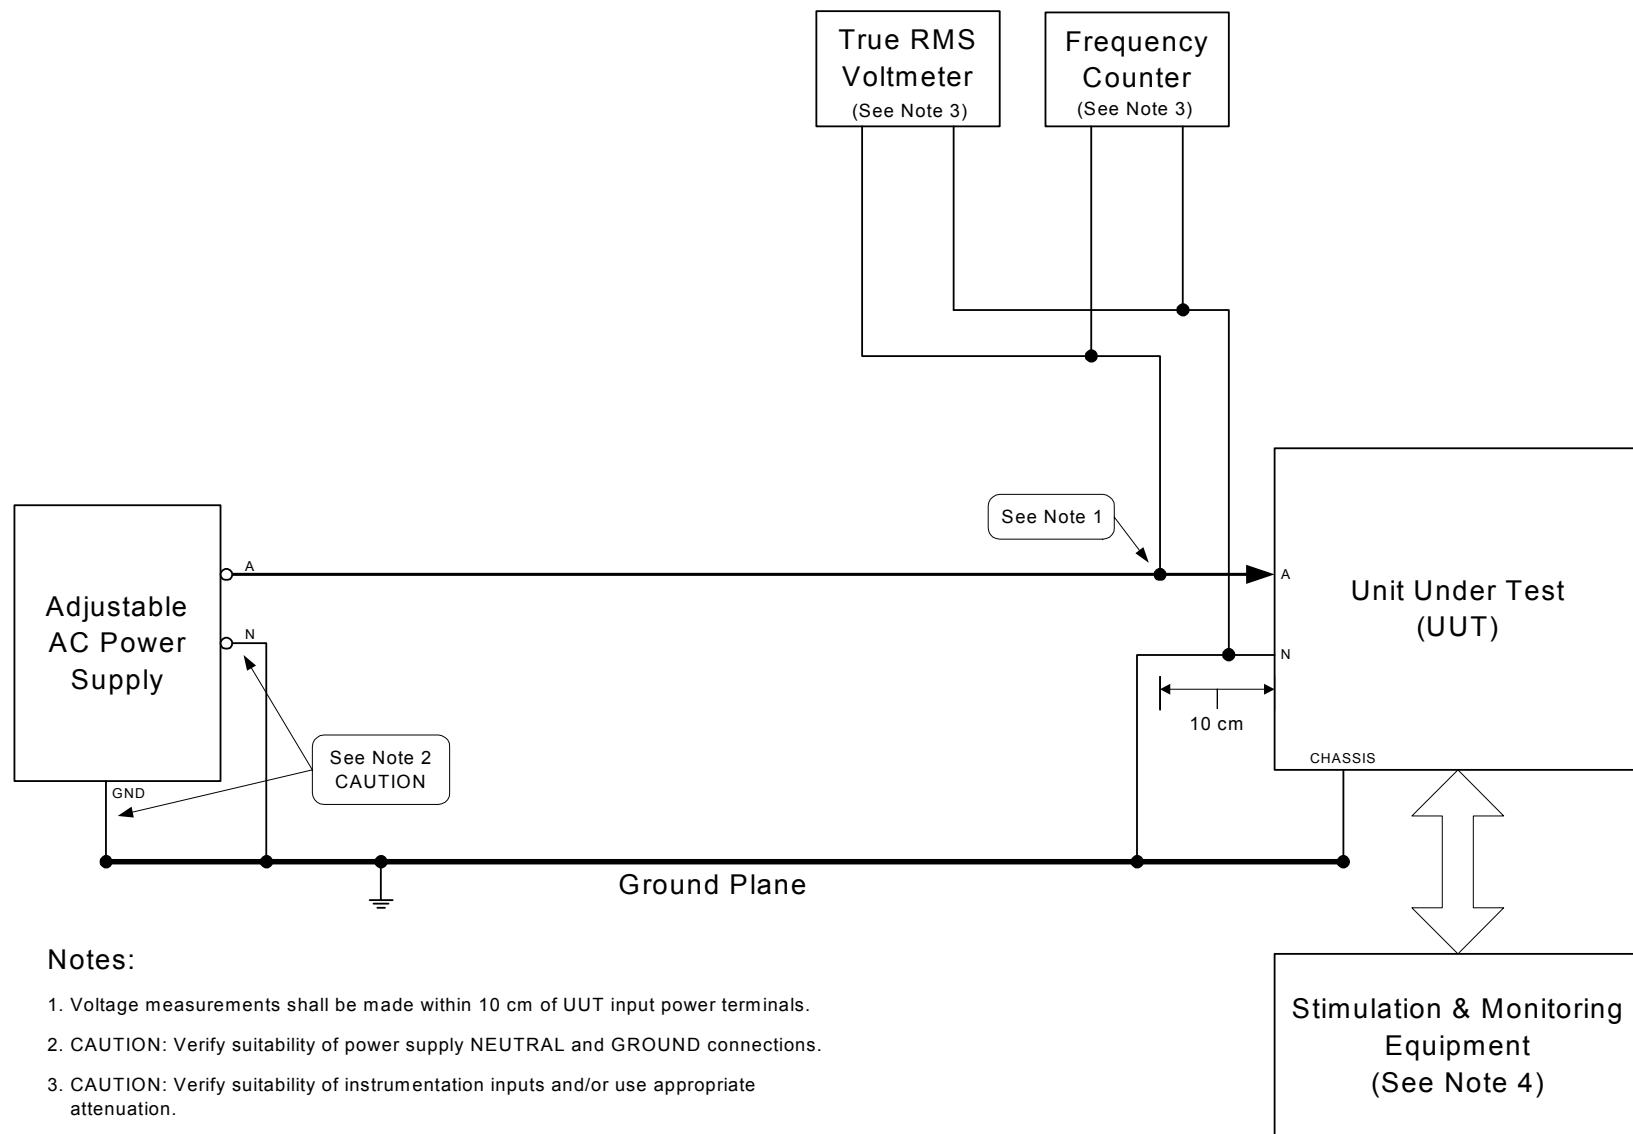 True RMS
Voltmeter
(See Note 3)
Frequency
Counter
(See Note 3)
See Note 1
Adjustable
AC Power
Supply
A
N
GND
See Note 2
CAUTION
A
N
Unit Under Test
(UUT)
10 cm
CHASSIS
Ground Plane
Stimulation & Monitoring
Equipment
(See Note 4)
Notes:
1. Voltage measurements shall be made within 10 cm of UUT input power terminals.
2. CAUTION: Verify suitability of power supply NEUTRAL and GROUND connections.
3. CAUTION: Verify suitability of instrumentation inputs and/or use appropriate
attenuation.